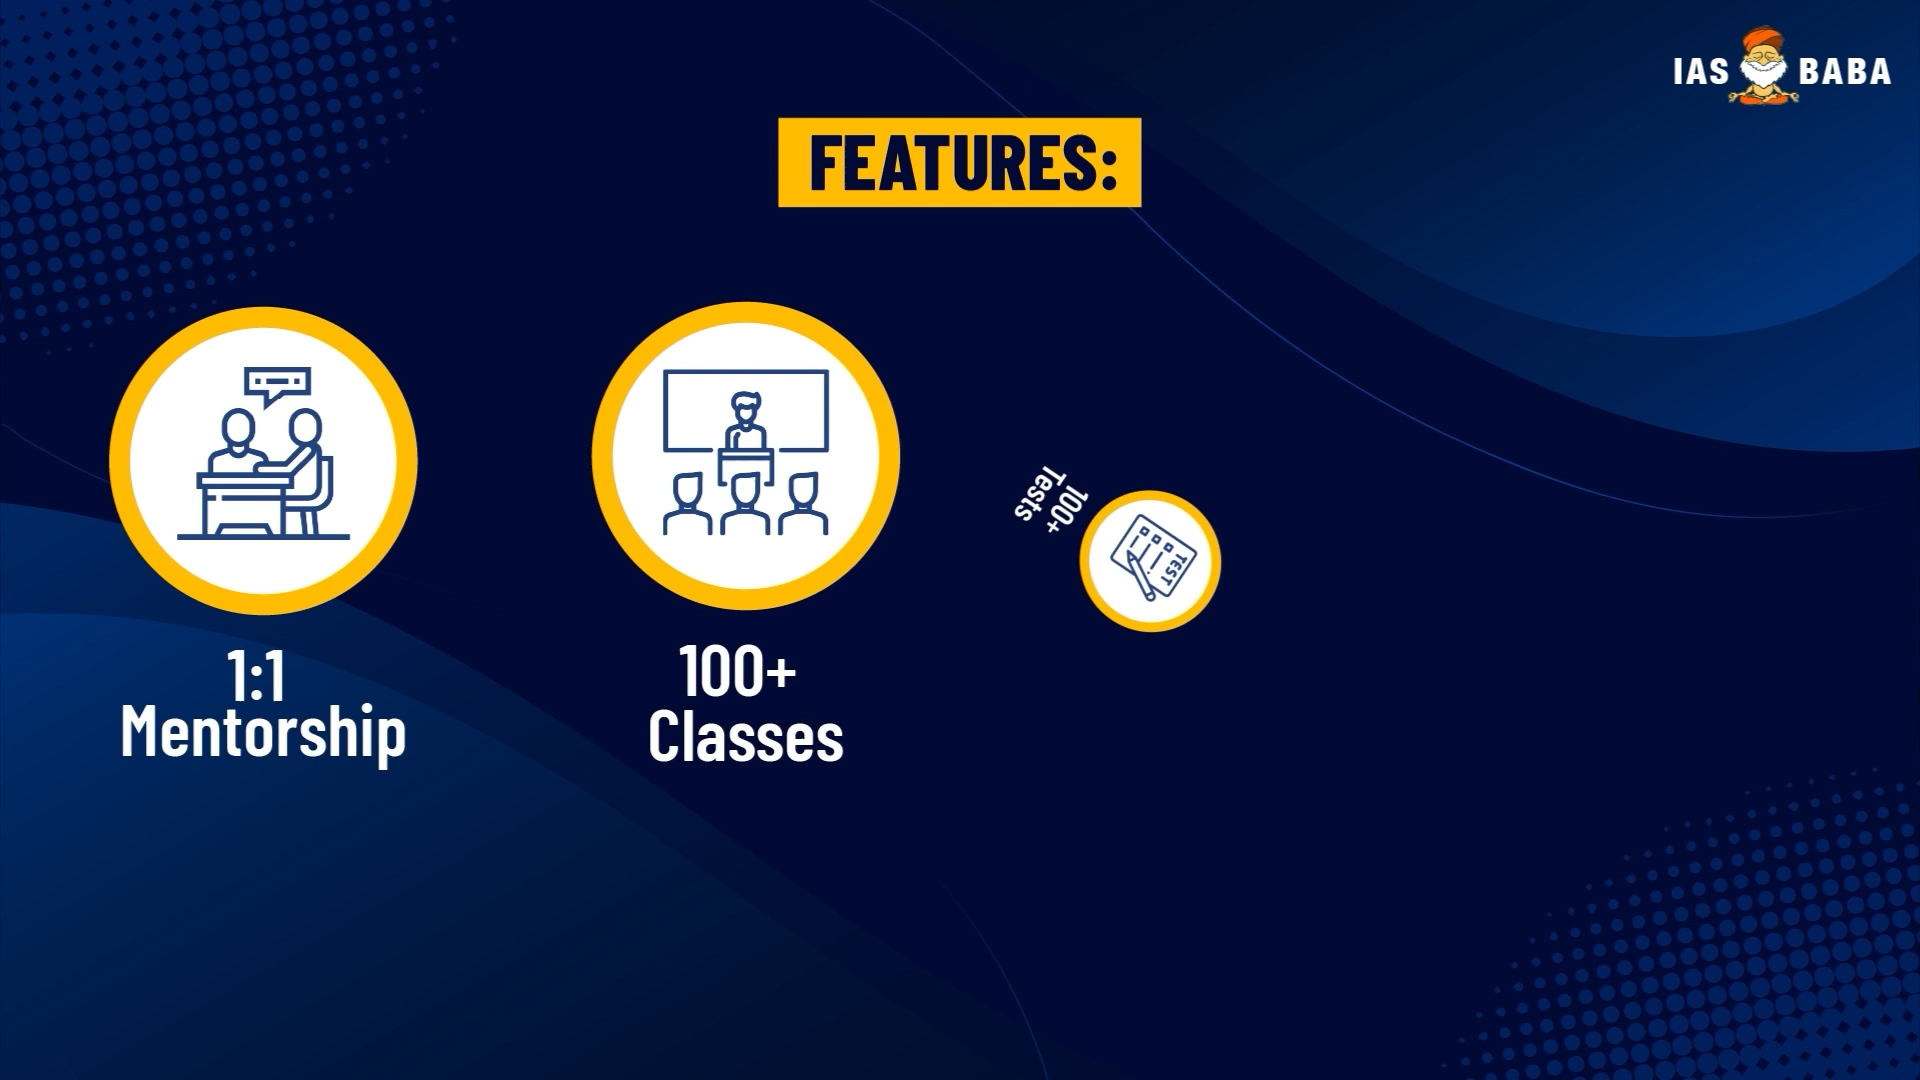 IAS BABA
FEATURES:
1:1
Mentorship
100+
Classes
100+
Tests
TEST